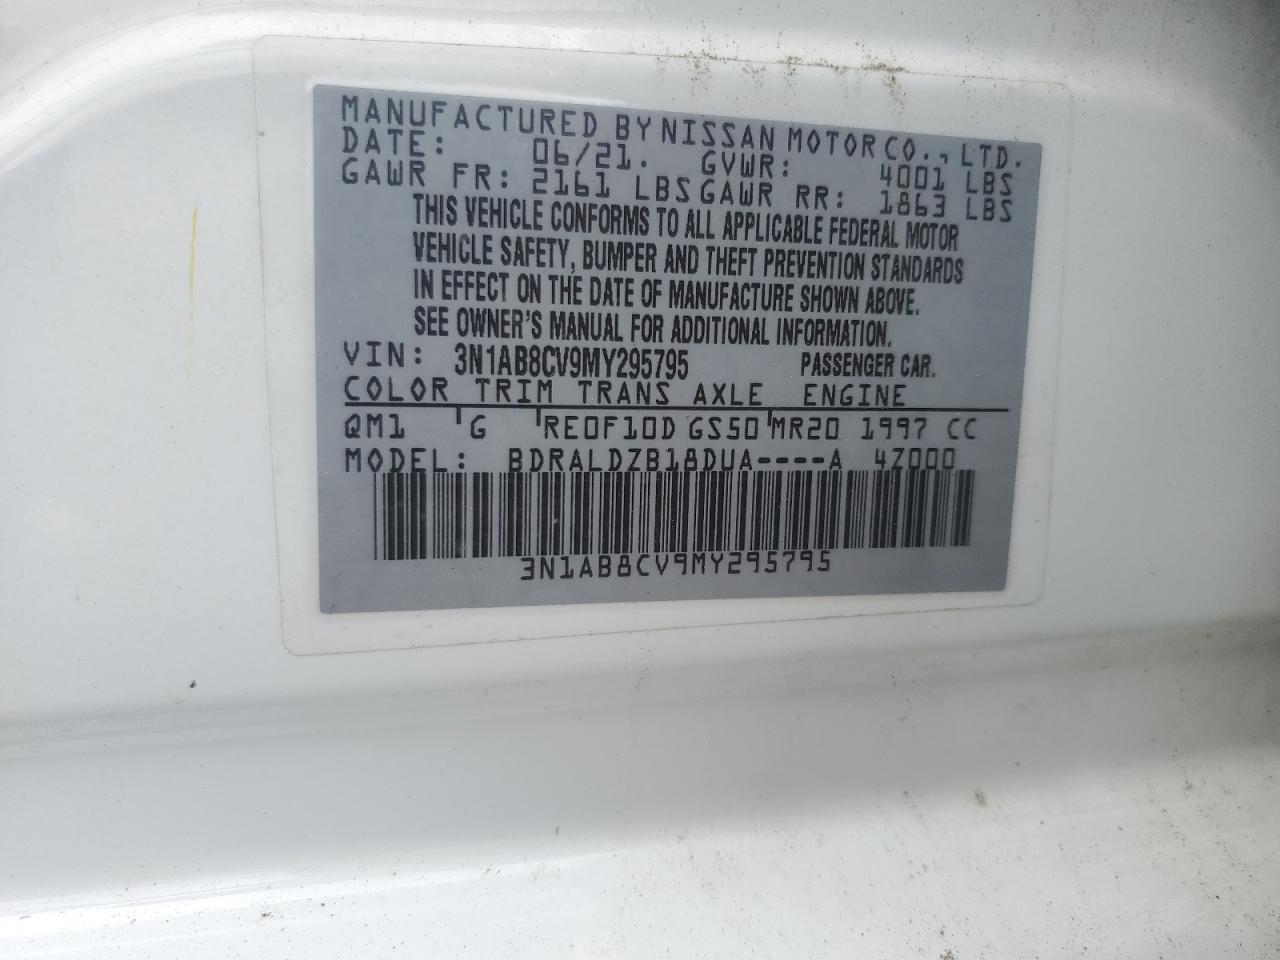 MANUFACTURED BY NISSAN MOTOR CO., LTD.
DATE: 06/21. GVWR: 4001 LBS
GAWR FR: 2161 LBS GAWR RR: 1863 LBS
THIS VEHICLE CONFORMS TO ALL APPLICABLE FEDERAL MOTOR
VEHICLE SAFETY, BUMPER AND THEFT PREVENTION STANDARDS
IN EFFECT ON THE DATE OF MANUFACTURE SHOWN ABOVE.
SEE OWNER'S MANUAL FOR ADDITIONAL INFORMATION.
VIN: 3N1AB8CV9MY295795 PASSENGER CAR.
COLOR TRIM TRANS AXLE ENGINE
QM1 G RE0F10D GS50 MR20 1997 CC
MODEL: BDRALDZB18DUA----A 4Z000
3N1AB8CV9MY295795